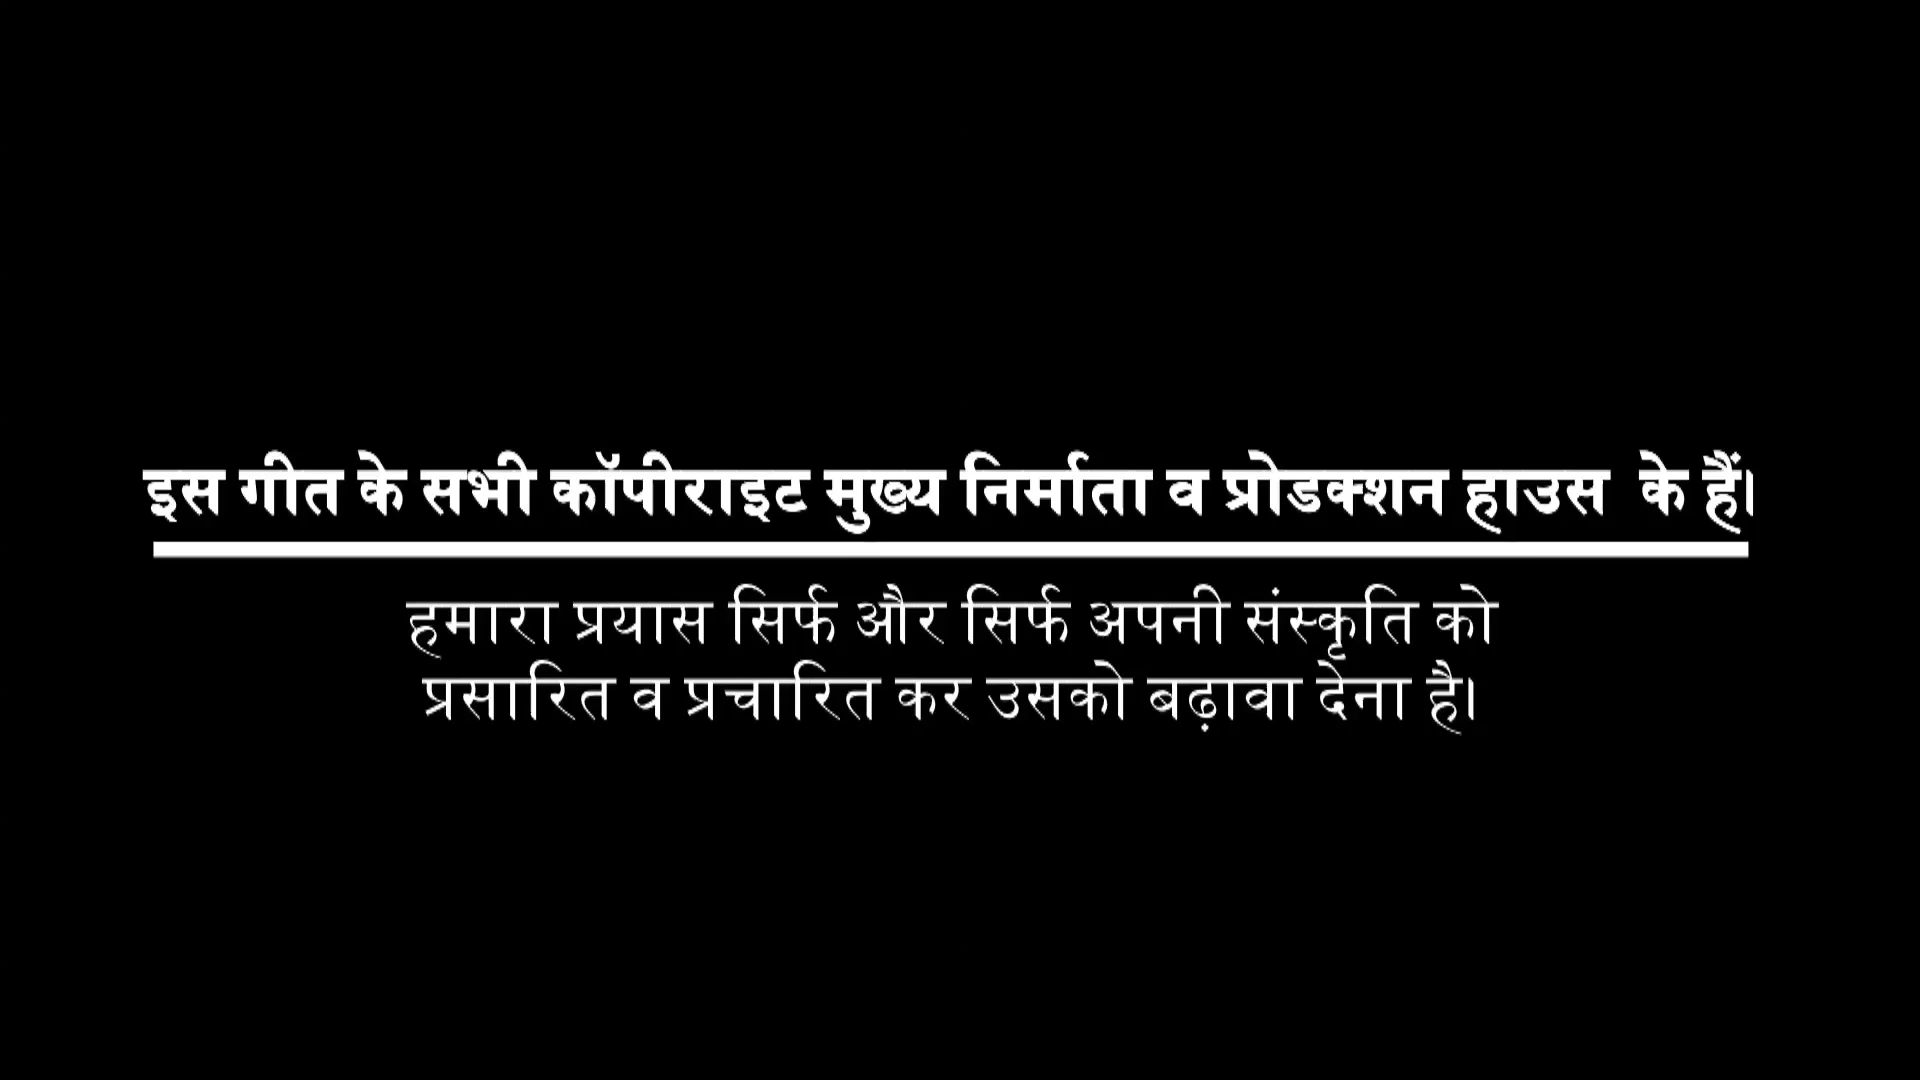 इस गीत के सभी कॉपीराइट मुख्य निर्माता व प्रोडक्शन हाउस के हैं।
हमारा प्रयास सिर्फ और सिर्फ अपनी संस्कृति को
प्रसारित व प्रचारित कर उसको बढ़ावा देना है।